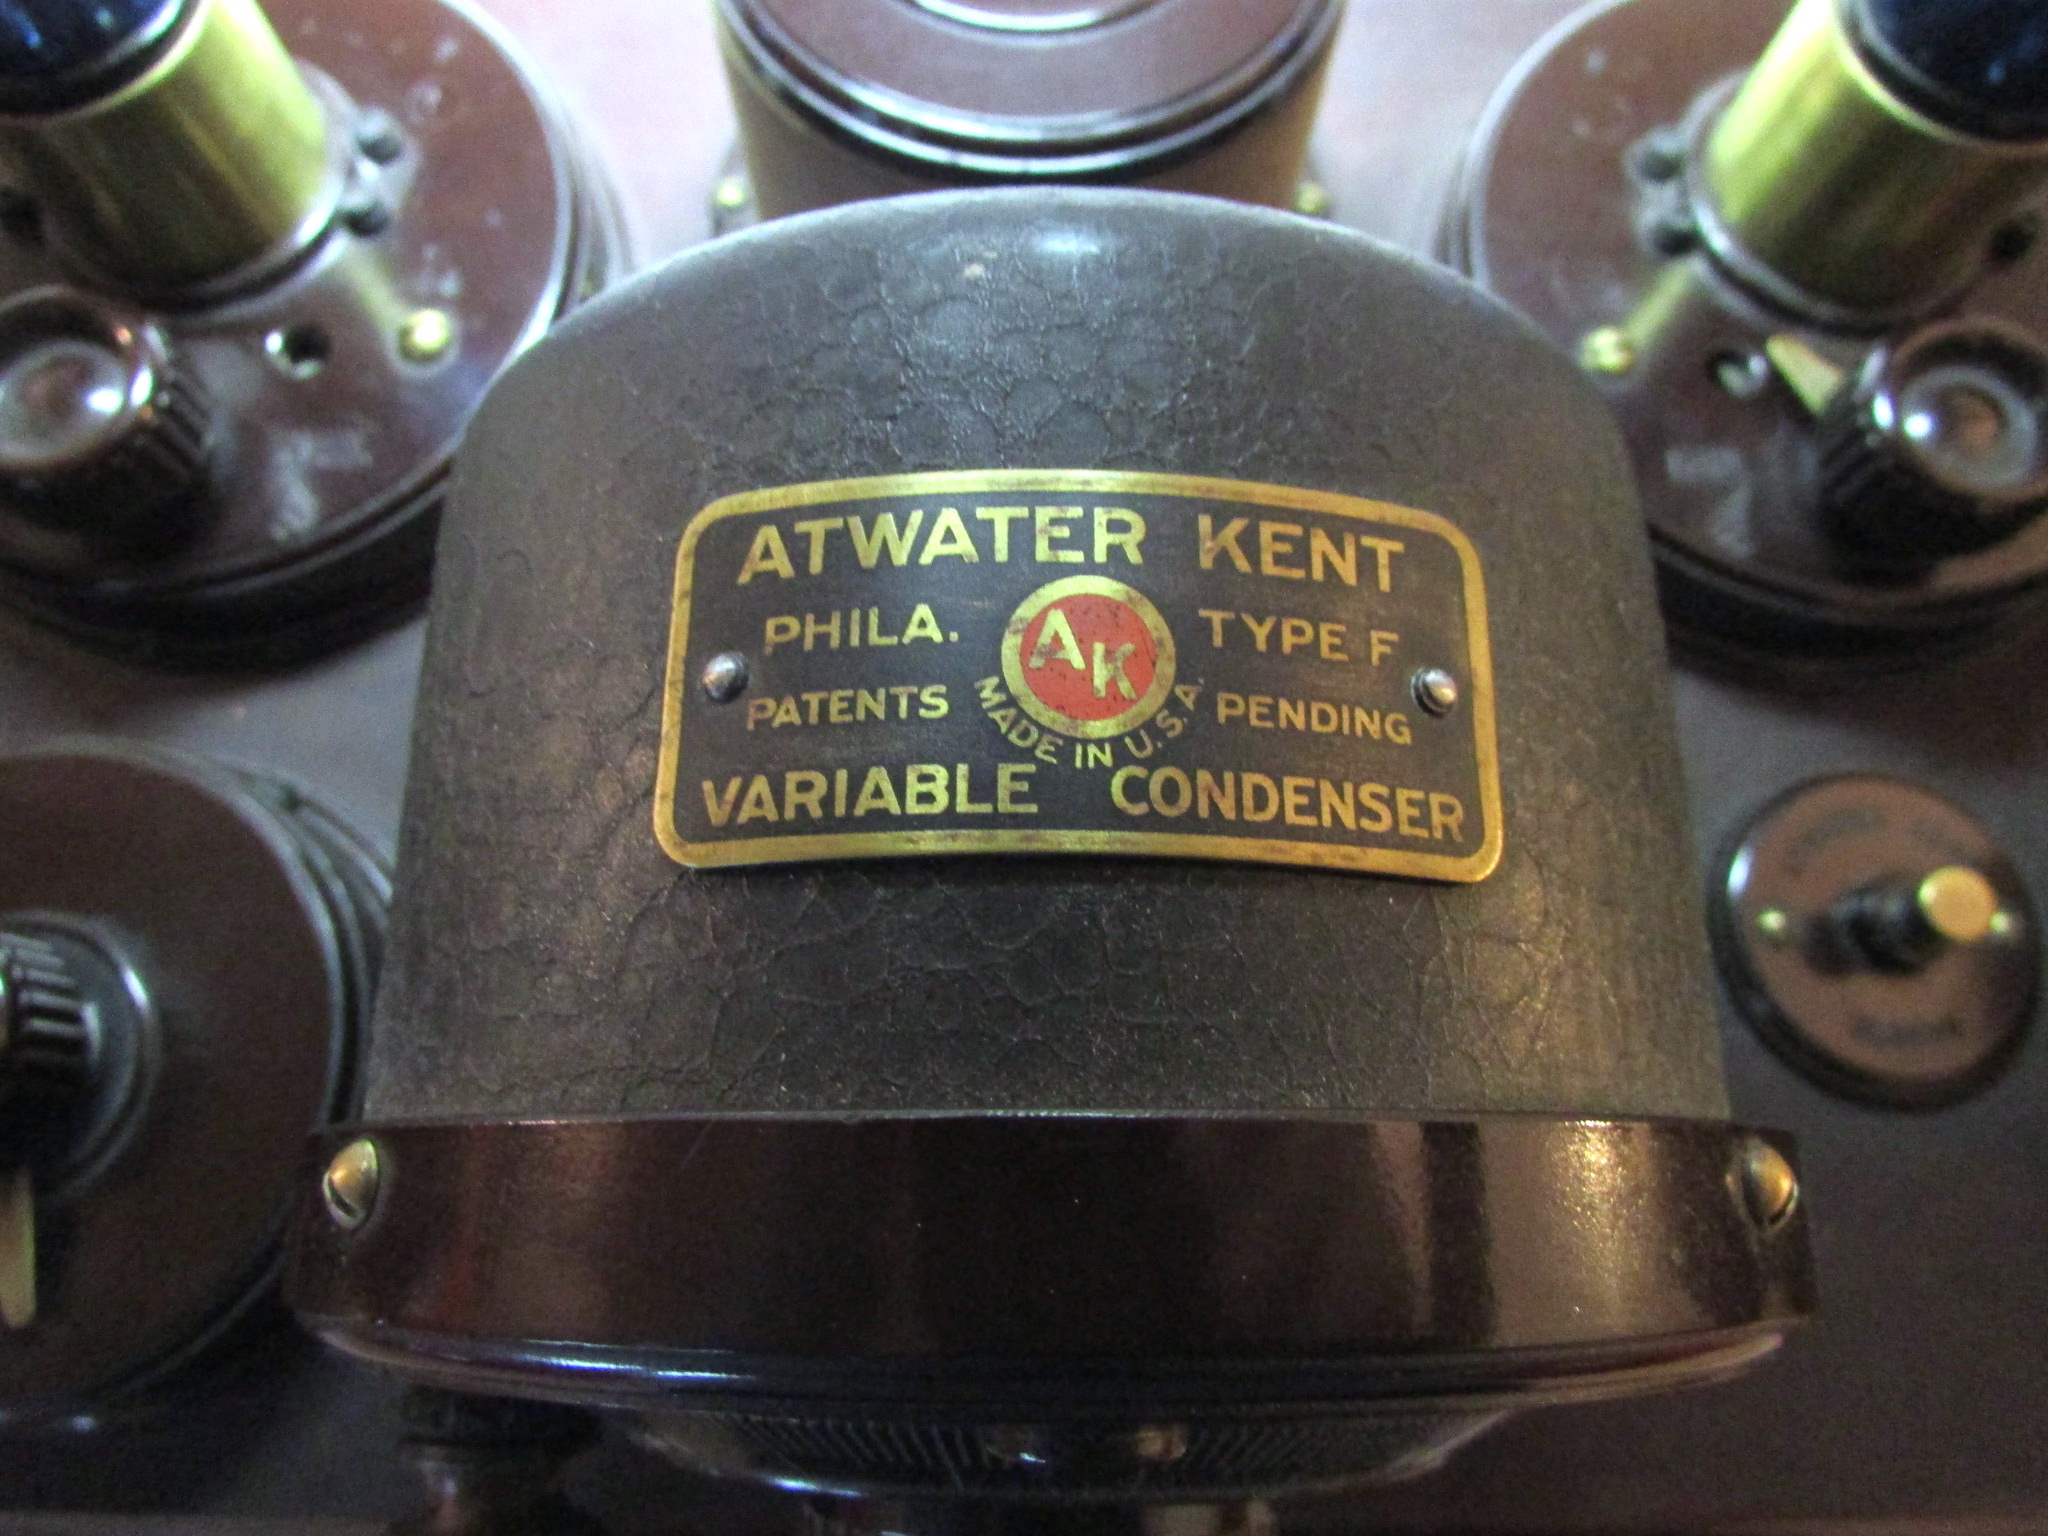 ATWATER KENT
PHILA. AK TYPE F
PATENTS MADE IN U.S.A. PENDING
VARIABLE CONDENSER